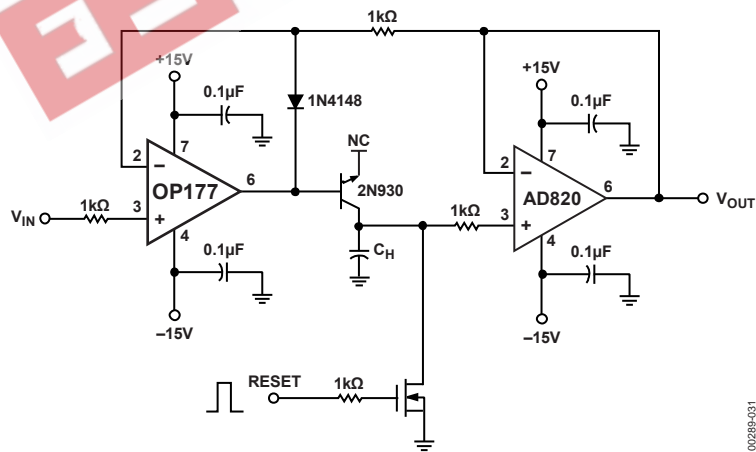 1kΩ
+15V
+15V
0.1µF
1N4148
0.1µF
NC
7
7
2
−
OP177
6
2N930
2
−
AD820
6
VOUT
VIN
1kΩ
3
+
1kΩ
3
+
4
CH
4
0.1µF
0.1µF
−15V
−15V
RESET
1kΩ
00289-031